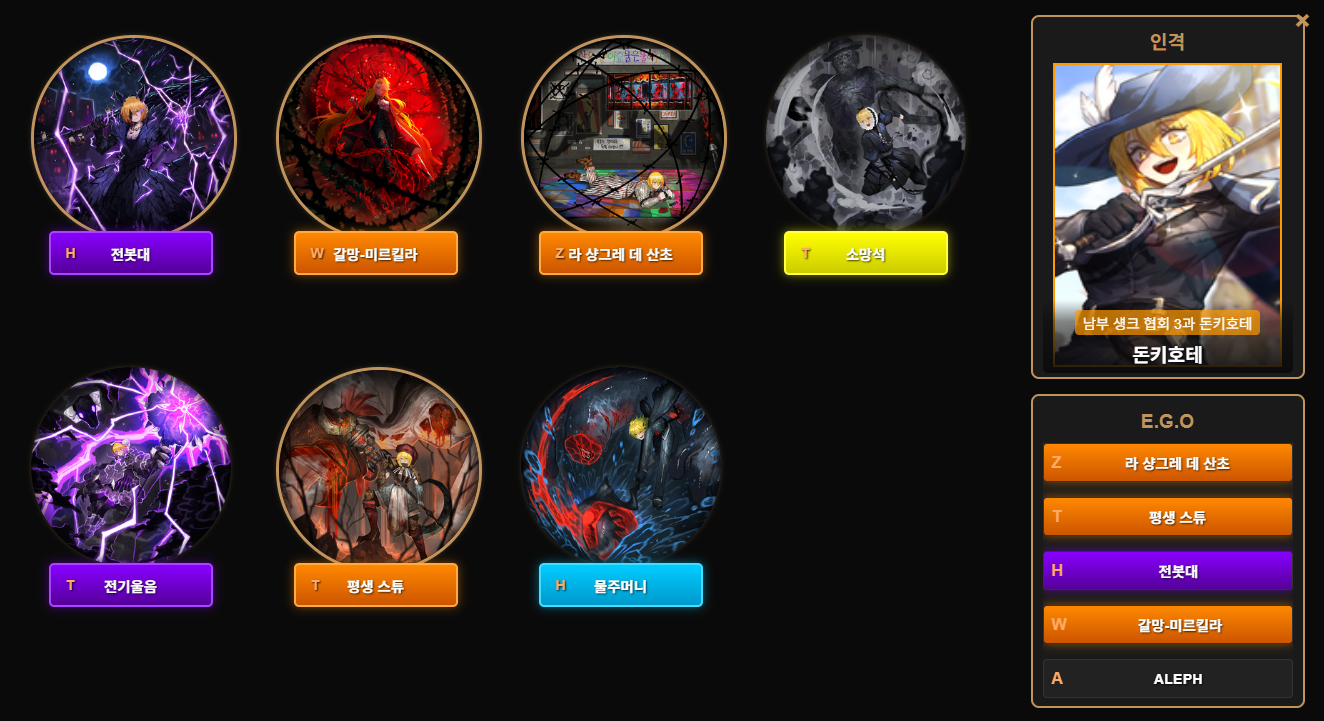 H 전봇대
W 갈망-미르킬라
Z 라 샹그레 데 산초
T 소망석
T 전기울음
T 평생 스튜
H 물주머니
인격
남부 섕크 협회 3과 돈키호테
돈키호테
E.G.O
Z 라 샹그레 데 산초
T 평생 스튜
H 전봇대
W 갈망-미르킬라
A ALEPH